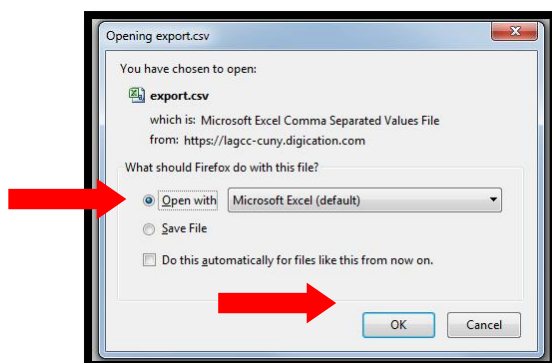 Opening export.csv
You have chosen to open:
export.csv
which is: Microsoft Excel Comma Separated Values File
from: https://lagcc-cuny.digication.com
What should Firefox do with this file?
Open with Microsoft Excel (default)
Save File
Do this automatically for files like this from now on.
OK Cancel